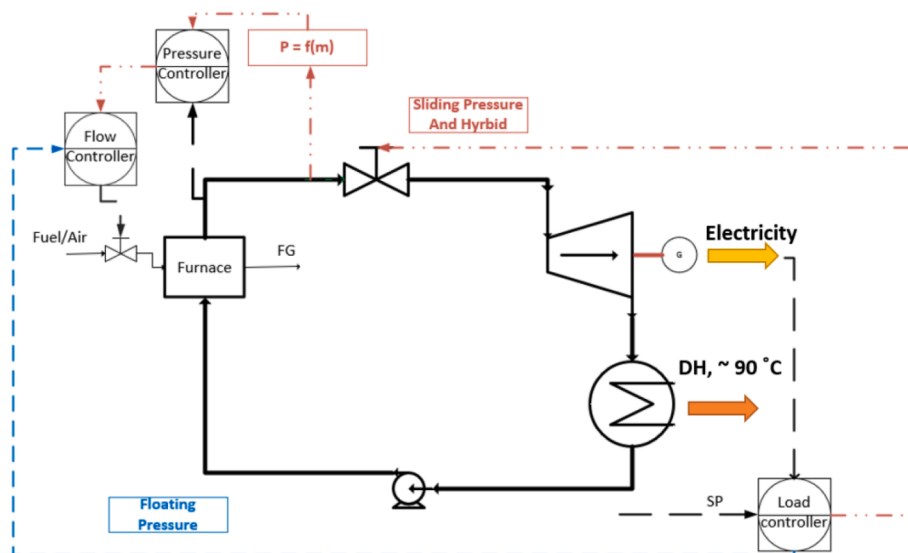 Pressure
Controller
P = f(m)
Sliding Pressure
And Hyrbid
Flow
Controller
Fuel/Air
Furnace
FG
G
Electricity
DH, ~ 90 ˚C
Floating
Pressure
SP
Load
controller